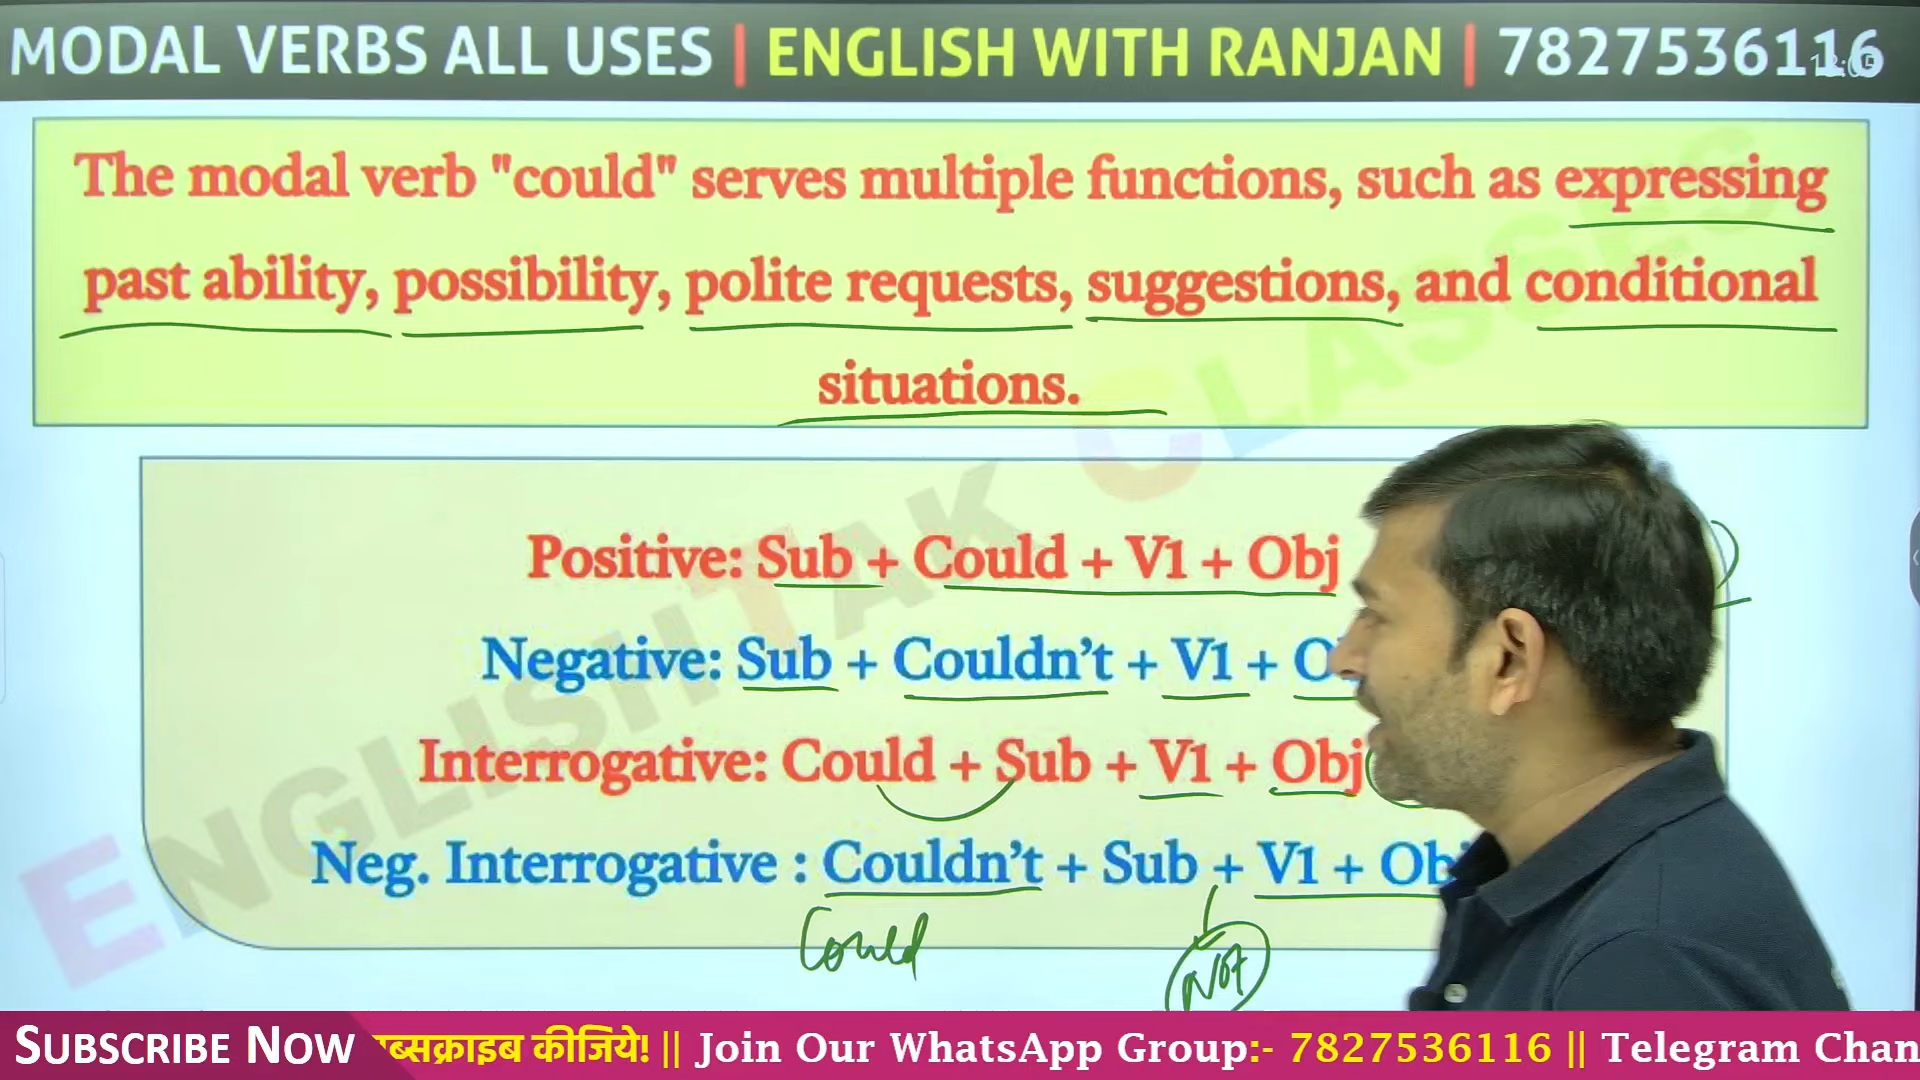 MODAL VERBS ALL USES | ENGLISH WITH RANJAN | 7827536116
The modal verb "could" serves multiple functions, such as expressing
past ability, possibility, polite requests, suggestions, and conditional
situations.
Positive: Sub + Could + V1 + Obj
Negative: Sub + Couldn't + V1 +
Interrogative: Could + Sub + V1 + Obj
Neg. Interrogative : Couldn't + Sub + V1 +
Could
Not
ENGLISHTAK CLASSES
SUBSCRIBE NOW कीजिये! || Join Our WhatsApp Group:- 7827536116 || Telegram